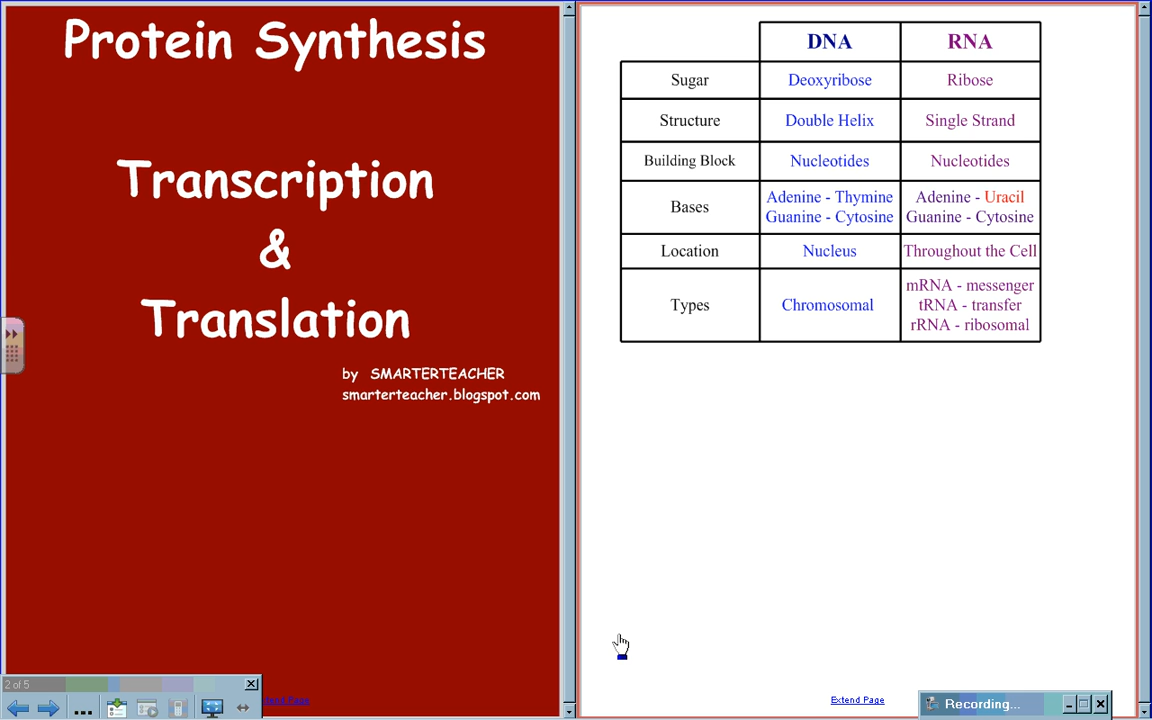 Protein Synthesis
Transcription
&
Translation
by SMARTERTEACHER
smarterteacher.blogspot.com
DNA RNA
Sugar Deoxyribose Ribose
Structure Double Helix Single Strand
Building Block Nucleotides Nucleotides
Bases Adenine - Thymine Adenine - Uracil
Guanine - Cytosine Guanine - Cytosine
Location Nucleus Throughout the Cell
Types Chromosomal mRNA - messenger
tRNA - transfer
rRNA - ribosomal
2 of 5
...
tend Page
Extend Page
Recording...